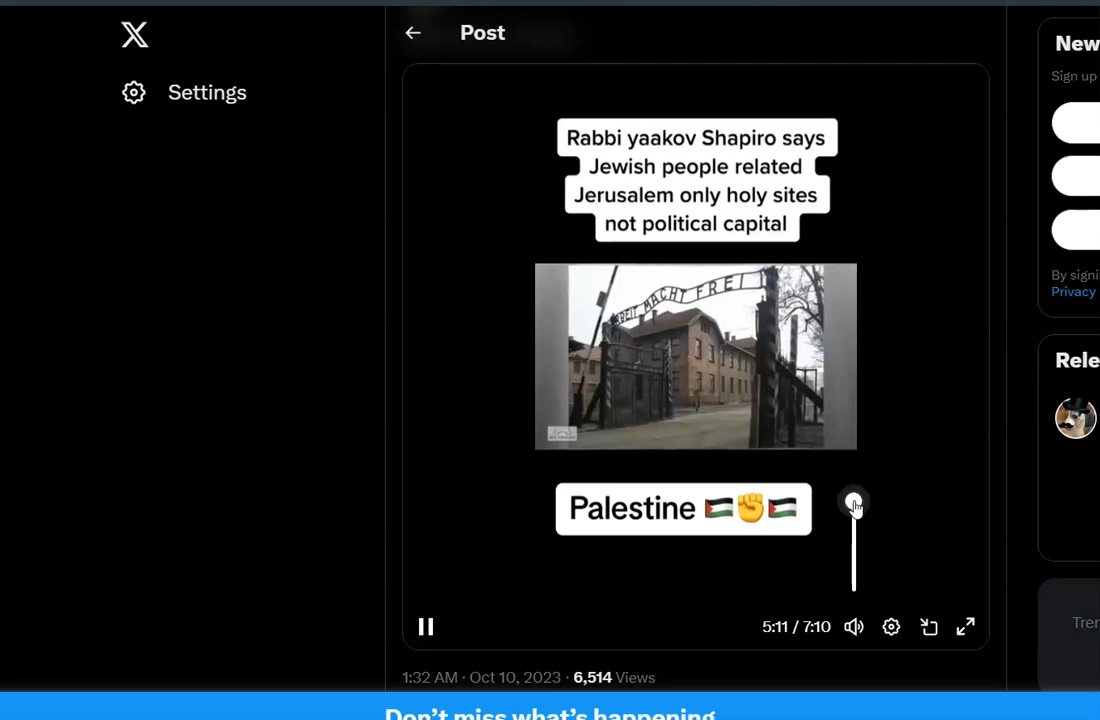 Post
Settings
Rabbi yaakov Shapiro says
Jewish people related
Jerusalem only holy sites
not political capital
ARBEIT MACHT FREI
Palestine 🇵🇸✊🇵🇸
5:11 / 7:10
1:32 AM · Oct 10, 2023 · 6,514 Views
Don’t miss what’s happening
New
Sign up
By signi
Privacy
Rele
Tren